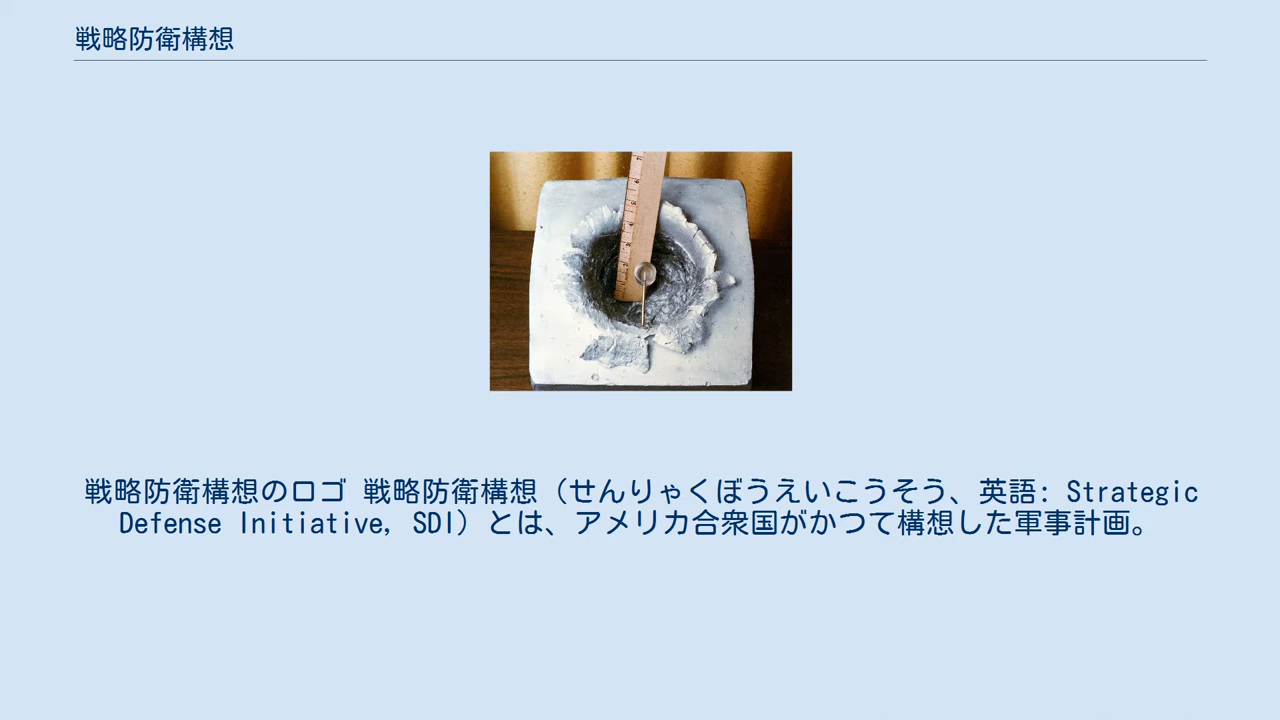 戦略防衛構想
戦略防衛構想のロゴ 戦略防衛構想（せんりゃくぼうえいこうそう、英語: Strategic
Defense Initiative, SDI）とは、アメリカ合衆国がかつて構想した軍事計画。